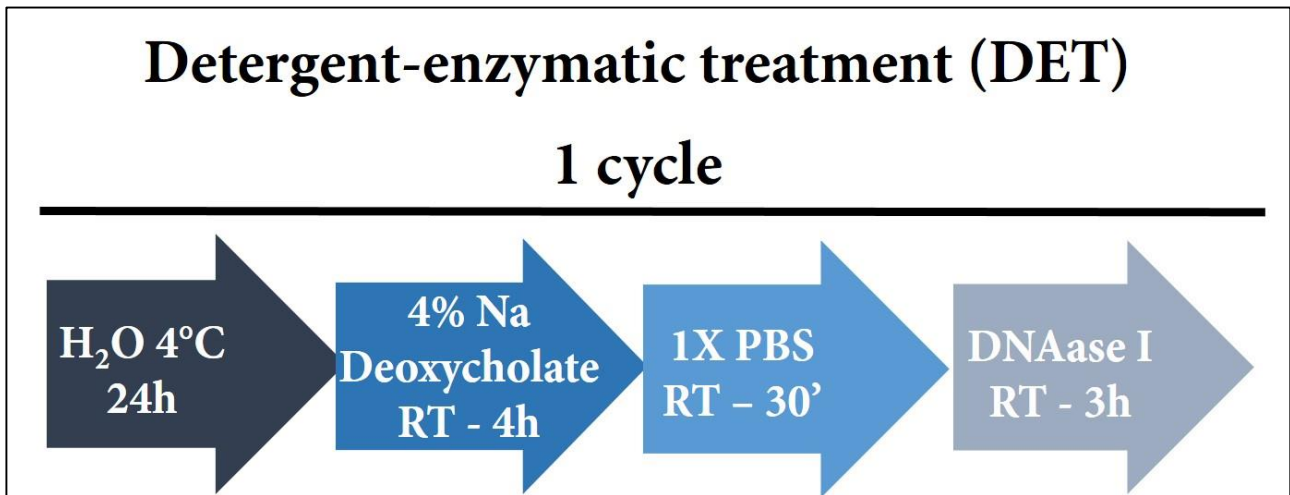 Detergent-enzymatic treatment (DET)
1 cycle
H₂O 4°C
24h
4% Na
Deoxycholate
RT - 4h
1X PBS
RT – 30’
DNAase I
RT - 3h